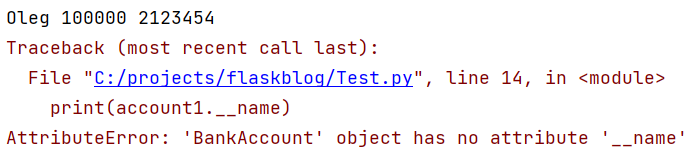 Oleg 100000 2123454
Traceback (most recent call last):
  File "C:/projects/flaskblog/Test.py", line 14, in <module>
    print(account1.__name)
AttributeError: 'BankAccount' object has no attribute '__name'